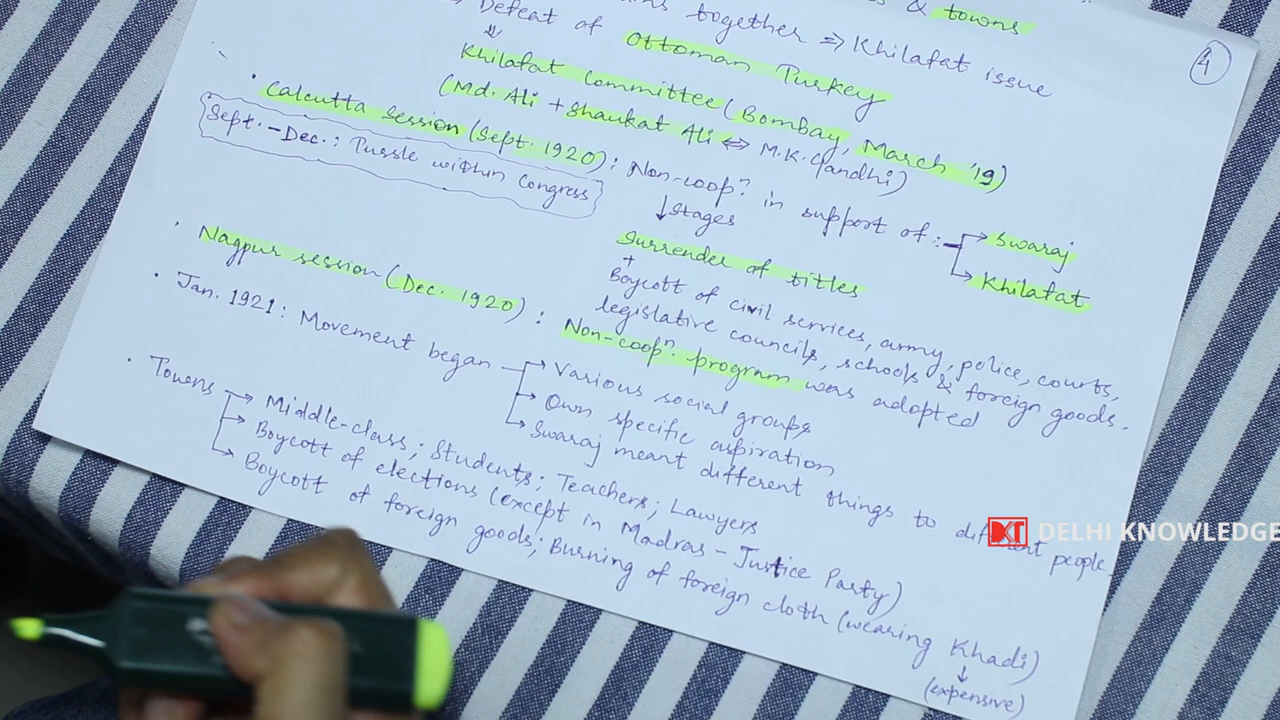 & towns
together ⇒ Khilafat issue
④
Defeat of Ottoman Turkey
⇓
Khilafat Committee (Bombay, March '19)
(Md. Ali + Shaukat Ali ⇔ M.K. Gandhi)
• Calcutta session (Sept. 1920) : Non-coop? in support of :- → Swaraj
→ Khilafat
Sept. - Dec. : Tussle within Congress
↓ Stages
Surrender of titles
+
Boycott of civil services, army, police, courts,
legislative councils, schools & foreign goods.
• Nagpur session (Dec. 1920) : Non-coopⁿ. program was adopted
• Jan. 1921 : Movement began → Various social groups
→ Own specific aspiration
→ Swaraj meant different things to different people.
• Towns → Middle-class ; Students ; Teachers ; Lawyers
→ Boycott of elections (except in Madras - Justice Party)
→ Boycott of foreign goods ; Burning of foreign cloth (wearing Khadi)
↓
(expensive)
DKT DELHI KNOWLEDGE